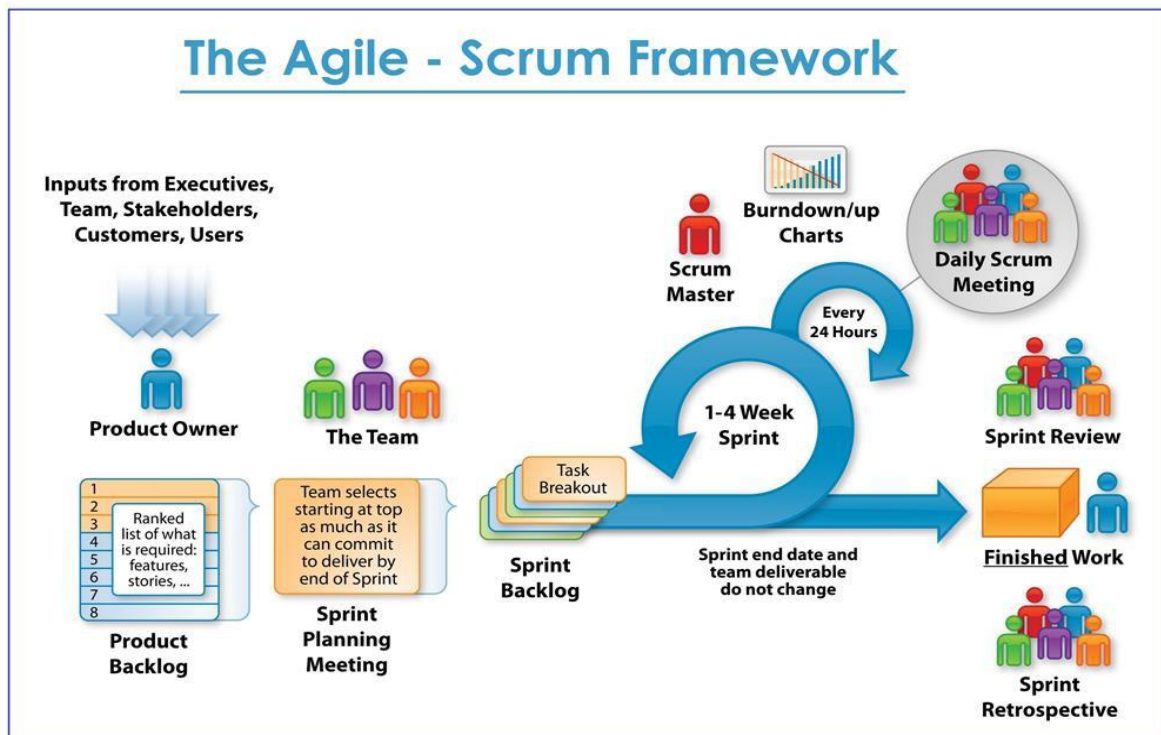 The Agile - Scrum Framework
Inputs from Executives,
Team, Stakeholders,
Customers, Users
Product Owner
The Team
1
2
3
4
5
6
7
8
Ranked
list of what
is required:
features,
stories, ...
Product
Backlog
Team selects
starting at top
as much as it
can commit
to deliver by
end of Sprint
Sprint
Planning
Meeting
Task
Breakout
Sprint
Backlog
Scrum
Master
Burndown/up
Charts
Every
24 Hours
Daily Scrum
Meeting
1-4 Week
Sprint
Sprint end date and
team deliverable
do not change
Sprint Review
Finished Work
Sprint
Retrospective